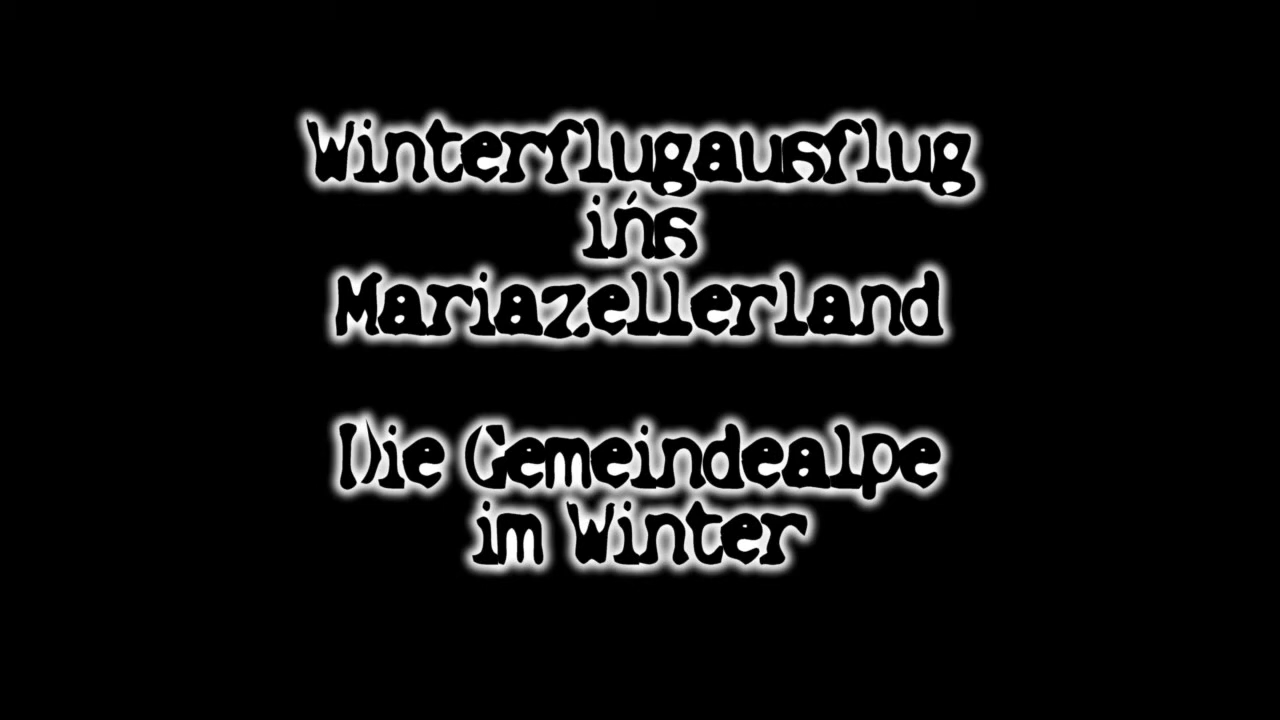 Winterflugausflug
ins
Mariazellerland
Die Gemeindealpe
im Winter